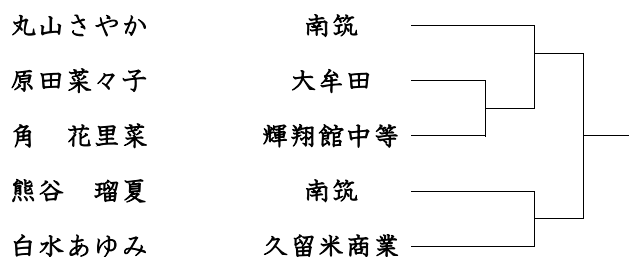 丸山さやか 南筑
原田菜々子 大牟田
角 花里菜 輝翔館中等
熊谷 瑠夏 南筑
白水あゆみ 久留米商業